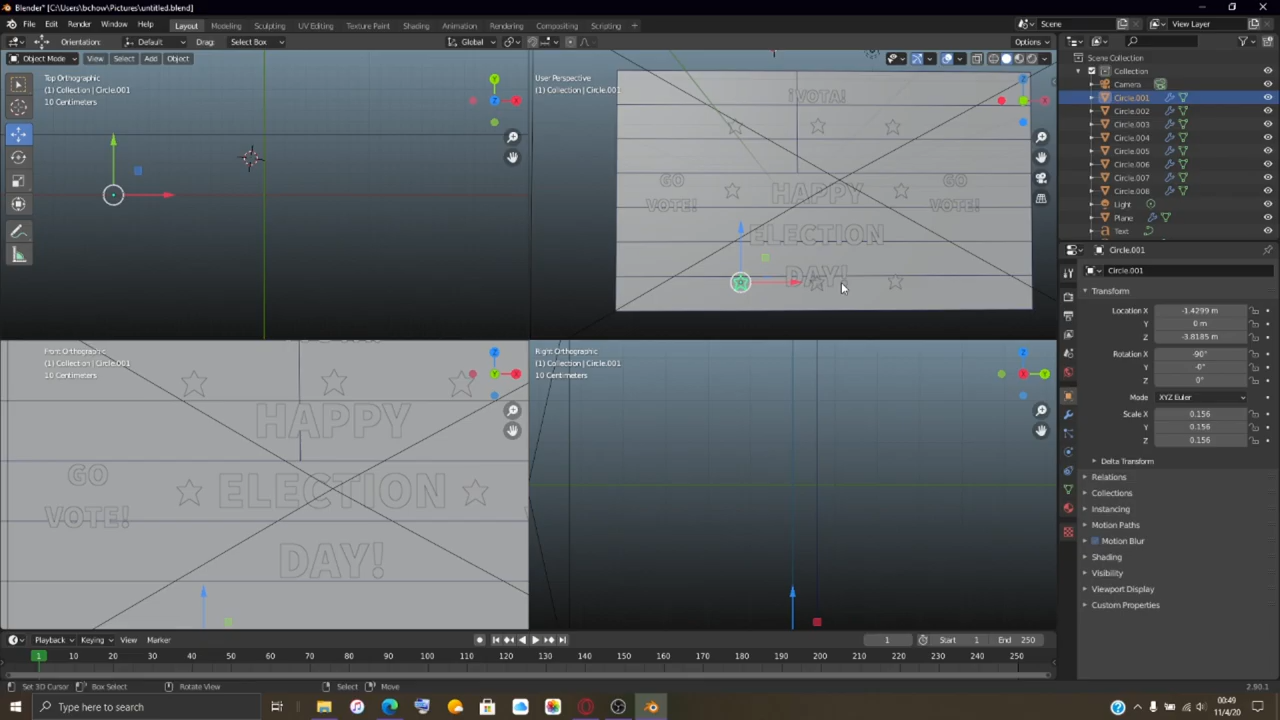 Blender* [C:\Users\bchow\Pictures\untitled.blend]
File Edit Render Window Help Layout Modeling Sculpting UV Editing Texture Paint Shading Animation Rendering Compositing Scripting + Scene View Layer
Orientation: Default Drag: Select Box Global Options
Object Mode View Select Add Object
Top Orthographic
(1) Collection | Circle.001
10 Centimeters
User Perspective
(1) Collection | Circle.001
¡VOTA!
GO
VOTE!
HAPPY
ELECTION
DAY!
GO
VOTE!
Front Orthographic
(1) Collection | Circle.001
10 Centimeters
HAPPY
GO
VOTE!
ELECTION
DAY!
Right Orthographic
(1) Collection | Circle.001
10 Centimeters
Scene Collection
Collection
Camera
Circle.001
Circle.002
Circle.003
Circle.004
Circle.005
Circle.006
Circle.007
Circle.008
Light
Plane
Text
Circle.001
Circle.001
Transform
Location X -1.4299 m
Y 0 m
Z -3.8185 m
Rotation X -90°
Y -0°
Z 0°
Mode XYZ Euler
Scale X 0.156
Y 0.156
Z 0.156
Delta Transform
Relations
Collections
Instancing
Motion Paths
Motion Blur
Shading
Visibility
Viewport Display
Custom Properties
Playback Keying View Marker 1 Start 1 End 250
1 10 20 30 40 50 60 70 80 90 100 110 120 130 140 150 160 170 180 190 200 210 220 230 240 250
Set 3D Cursor Box Select Rotate View Select Move 2.90.1
Type here to search
00:49
11/4/20